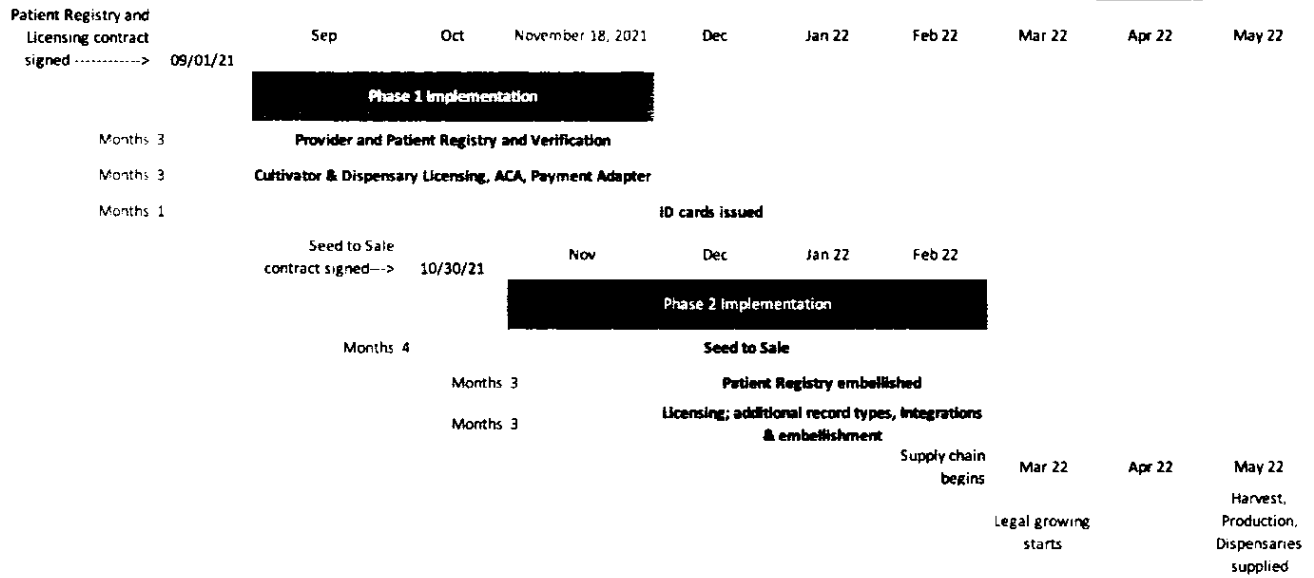 Patient Registry and
Licensing contract
signed ------------> 09/01/21
Sep Oct November 18, 2021 Dec Jan 22 Feb 22 Mar 22 Apr 22 May 22
Phase 1 Implementation
Months 3 Provider and Patient Registry and Verification
Months 3 Cultivator & Dispensary Licensing, ACA, Payment Adapter
Months 1 ID cards issued
Seed to Sale
contract signed---> 10/30/21
Nov Dec Jan 22 Feb 22
Phase 2 Implementation
Months 4 Seed to Sale
Months 3 Patient Registry embellished
Months 3 Licensing; additional record types, integrations
& embellishment
Supply chain
begins
Mar 22 Apr 22 May 22
Legal growing
starts
Harvest,
Production,
Dispensaries
supplied